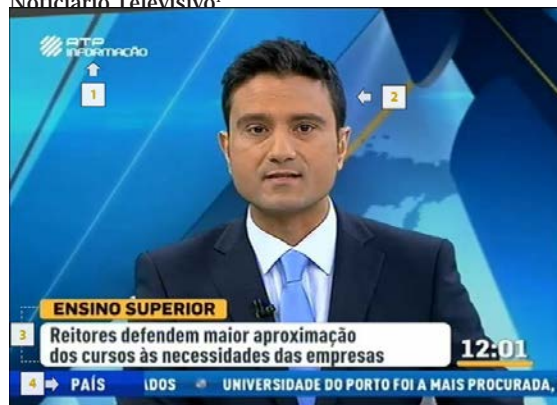 Noticiário Televisivo:
RTP
INFORMAÇÃO
1
2
ENSINO SUPERIOR
3
Reitores defendem maior aproximação
dos cursos às necessidades das empresas
12:01
4 PAÍS ADOS UNIVERSIDADE DO PORTO FOI A MAIS PROCURADA,